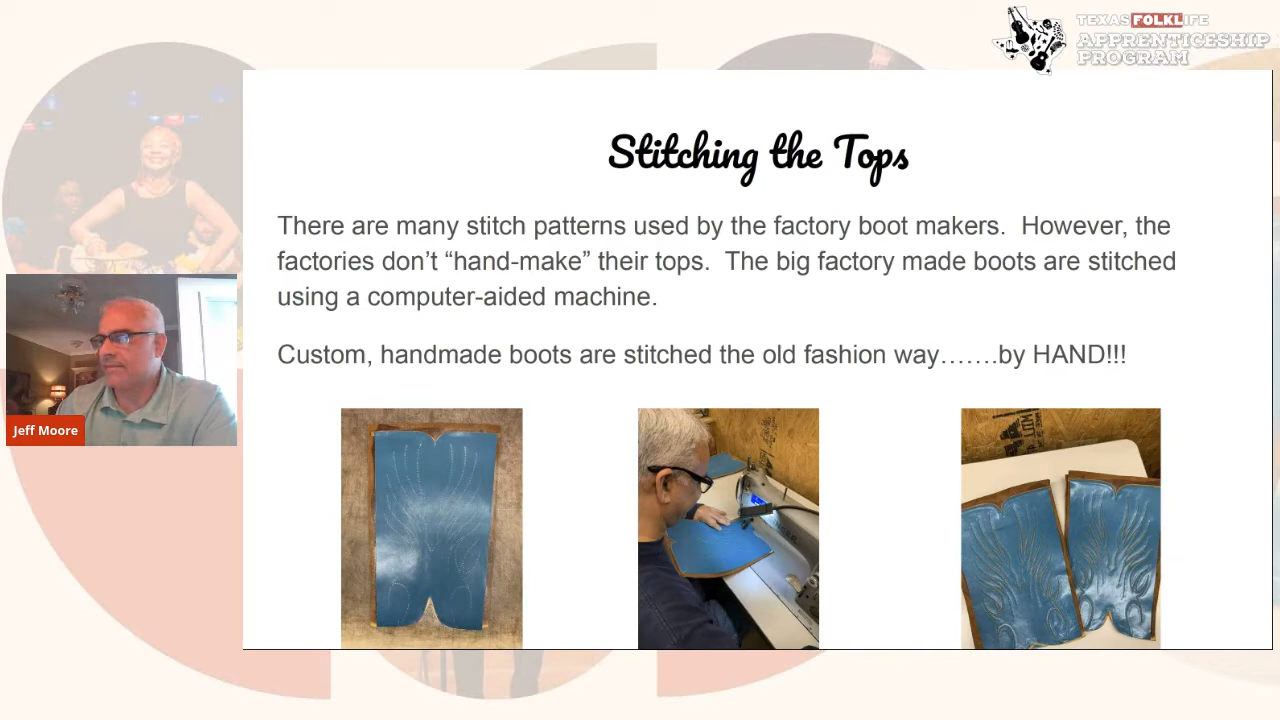 TEXAS FOLKLIFE
APPRENTICESHIP
PROGRAM
Stitching the Tops
There are many stitch patterns used by the factory boot makers.  However, the
factories don’t “hand-make” their tops.  The big factory made boots are stitched
using a computer-aided machine.
Custom, handmade boots are stitched the old fashion way…….by HAND!!!
Jeff Moore